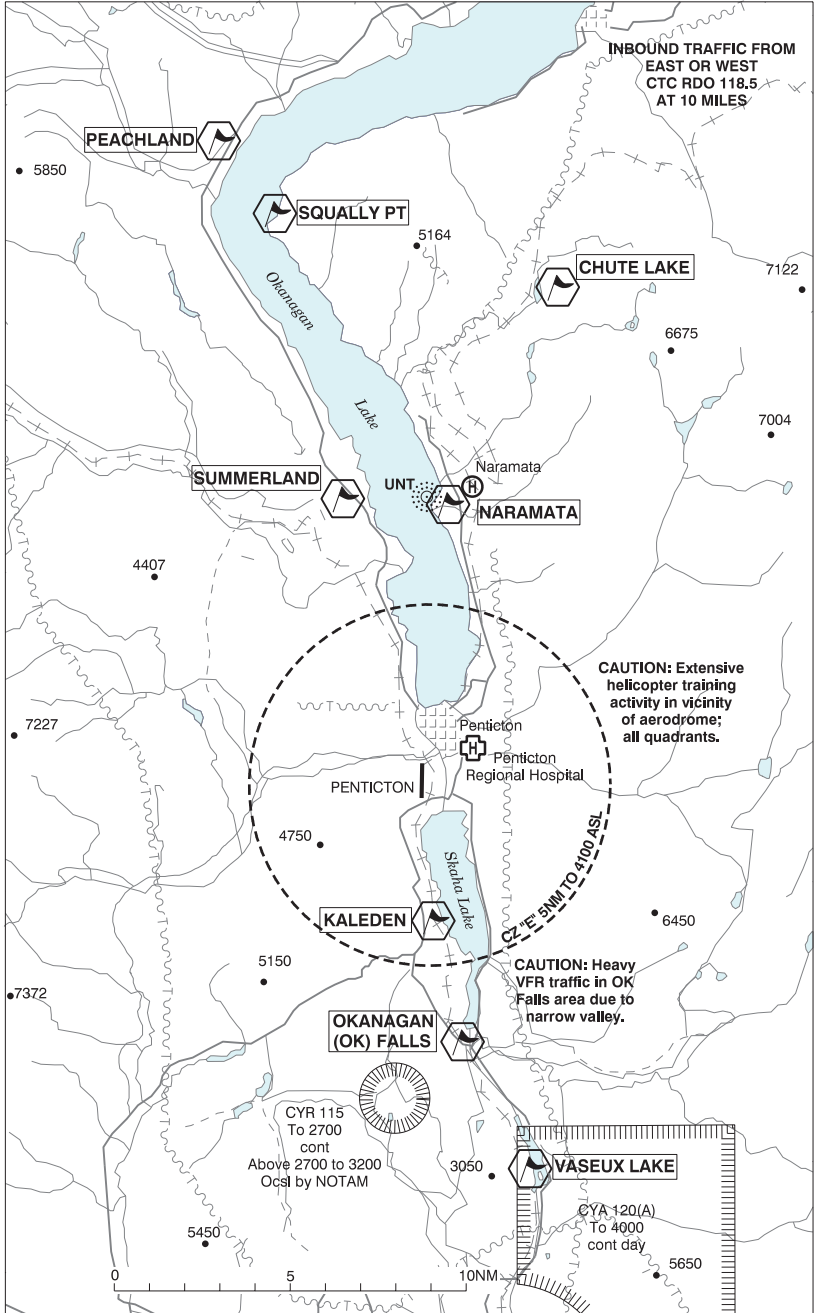 INBOUND TRAFFIC FROM
EAST OR WEST
CTC RDO 118.5
AT 10 MILES
PEACHLAND
5850
SQUALLY PT
5164
CHUTE LAKE
7122
Okanagan
6675
Lake
7004
Naramata
H
SUMMERLAND
UNT
NARAMATA
4407
CAUTION: Extensive
helicopter training
activity in vicinity
of aerodrome;
all quadrants.
7227
Penticton
H
Penticton
Regional Hospital
PENTICTON
4750
Skaha Lake
CZ "E" 5NM TO 4100 ASL
KALEDEN
6450
5150
CAUTION: Heavy
VFR traffic in OK
Falls area due to
narrow valley.
7372
OKANAGAN
(OK) FALLS
CYR 115
To 2700
cont
Above 2700 to 3200
Ocsl by NOTAM
3050
VASEUX LAKE
CYA 120(A)
To 4000
cont day
5450
5650
0 5 10NM